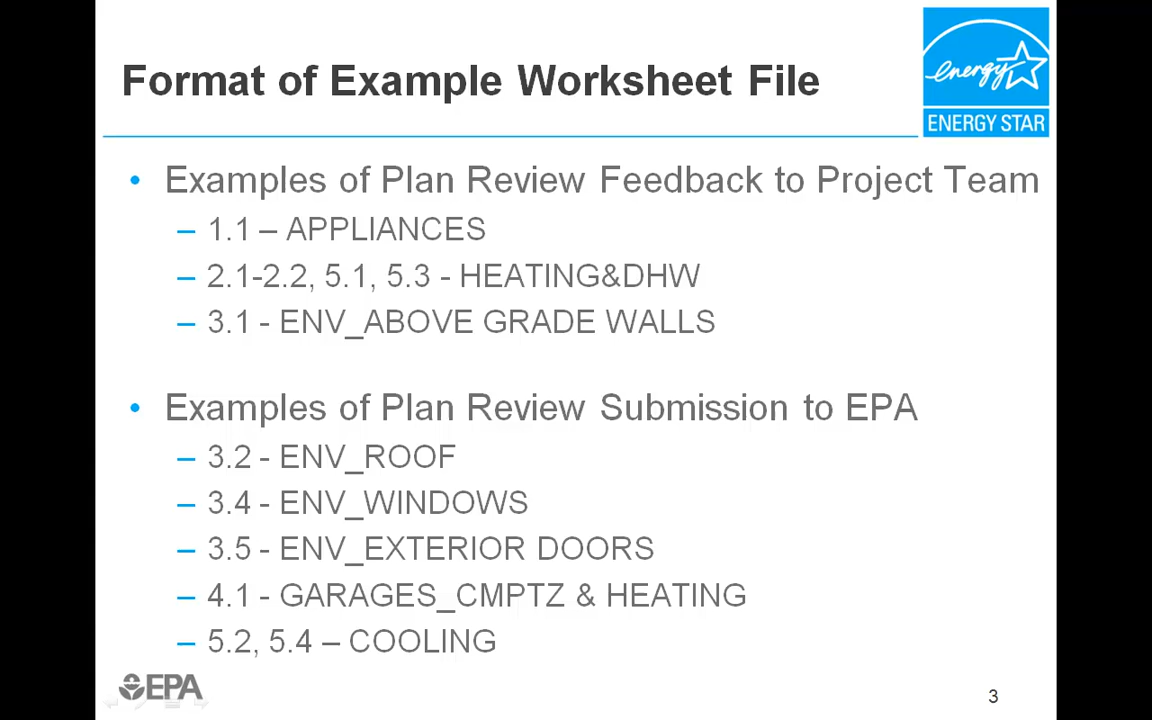 Format of Example Worksheet File
energy
ENERGY STAR
• Examples of Plan Review Feedback to Project Team
– 1.1 – APPLIANCES
– 2.1-2.2, 5.1, 5.3 - HEATING&DHW
– 3.1 - ENV_ABOVE GRADE WALLS
• Examples of Plan Review Submission to EPA
– 3.2 - ENV_ROOF
– 3.4 - ENV_WINDOWS
– 3.5 - ENV_EXTERIOR DOORS
– 4.1 - GARAGES_CMPTZ & HEATING
– 5.2, 5.4 – COOLING
EPA
3